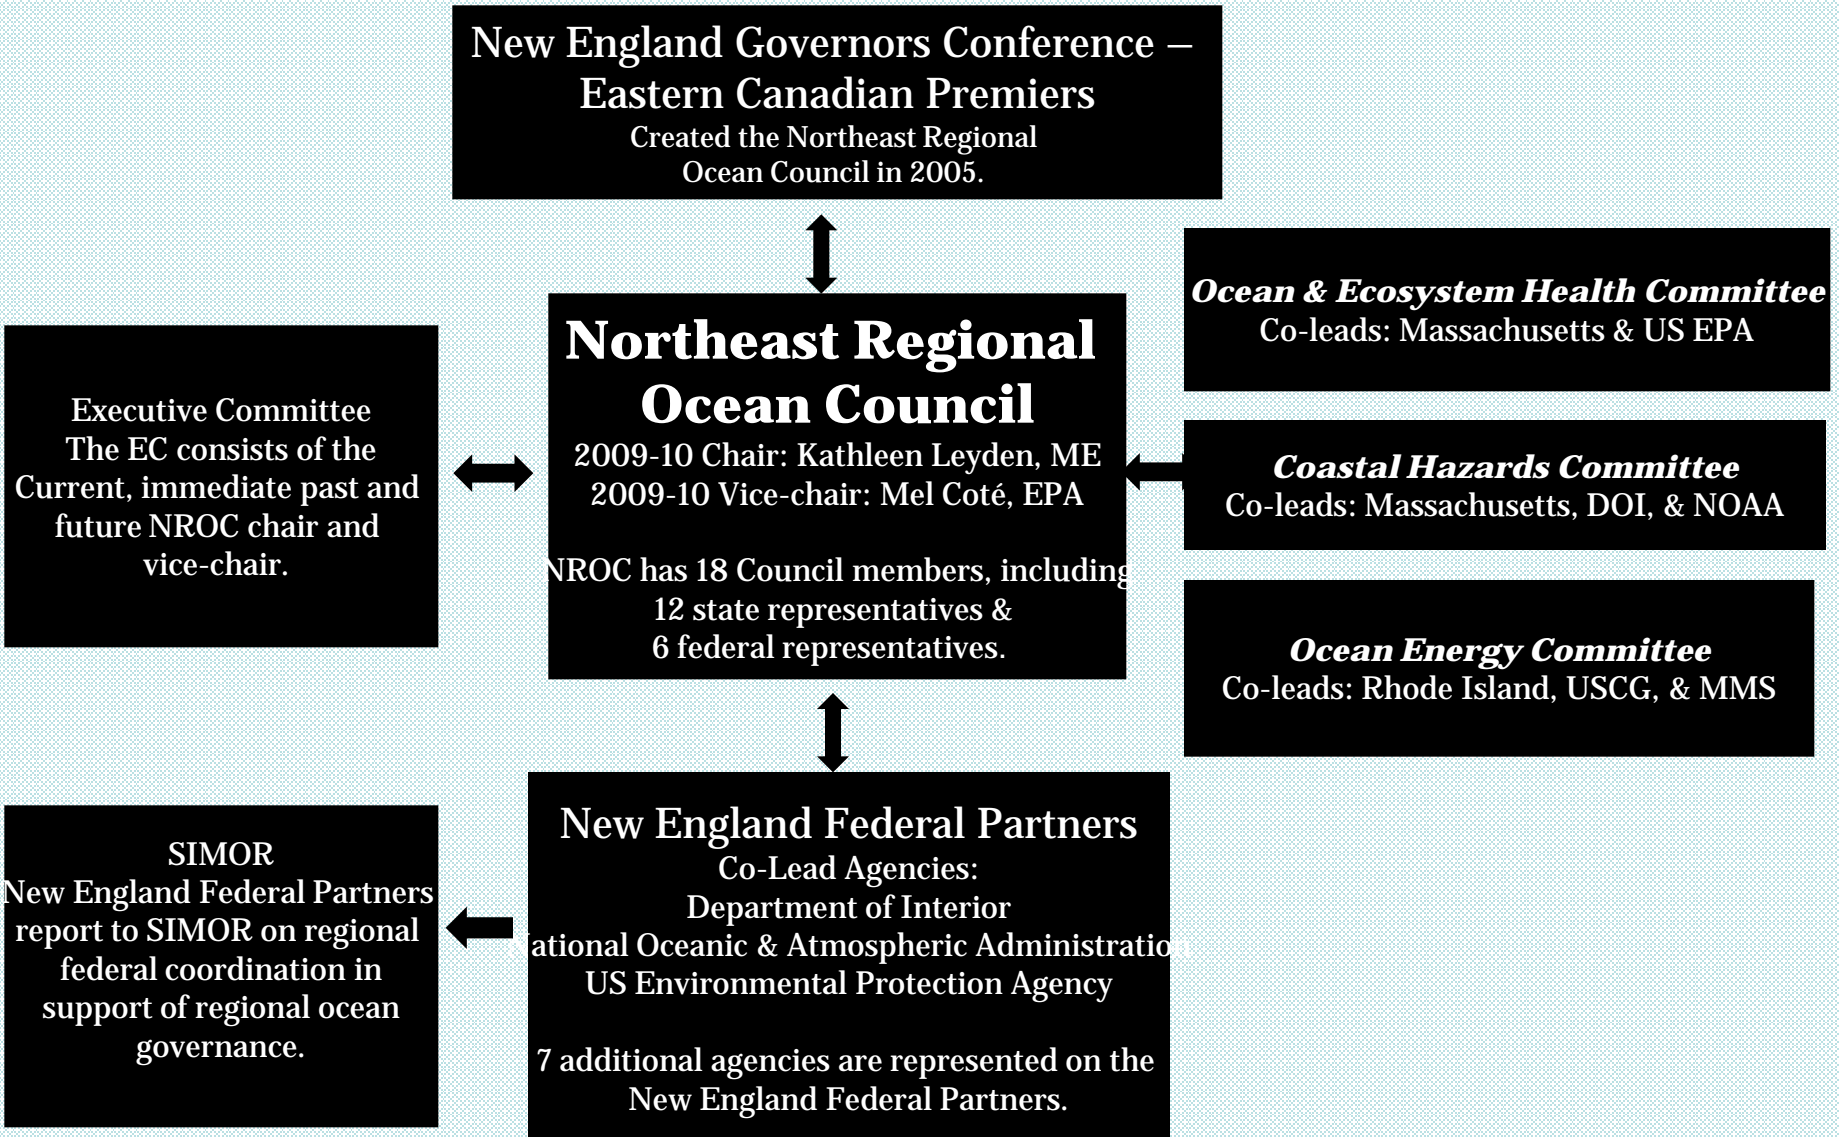 New England Governors Conference –
Eastern Canadian Premiers
Created the Northeast Regional
Ocean Council in 2005.
Executive Committee
The EC consists of the
Current, immediate past and
future NROC chair and
vice-chair.
Northeast Regional
Ocean Council
2009-10 Chair: Kathleen Leyden, ME
2009-10 Vice-chair: Mel Coté, EPA
NROC has 18 Council members, including
12 state representatives &
6 federal representatives.
Ocean & Ecosystem Health Committee
Co-leads: Massachusetts & US EPA
Coastal Hazards Committee
Co-leads: Massachusetts, DOI, & NOAA
Ocean Energy Committee
Co-leads: Rhode Island, USCG, & MMS
SIMOR
New England Federal Partners
report to SIMOR on regional
federal coordination in
support of regional ocean
governance.
New England Federal Partners
Co-Lead Agencies:
Department of Interior
National Oceanic & Atmospheric Administration
US Environmental Protection Agency
7 additional agencies are represented on the
New England Federal Partners.